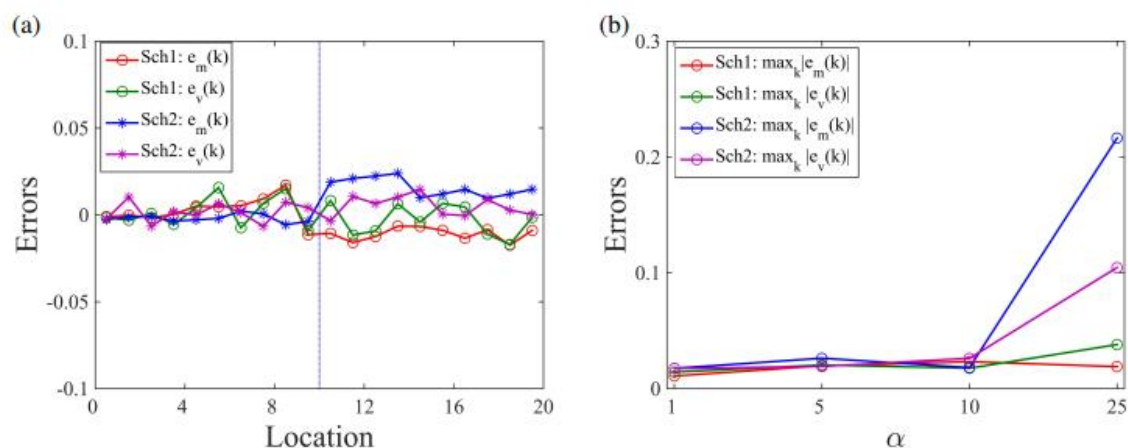 (a)
0.1
0.05
0
-0.05
-0.1
Errors
Sch1: e_m(k)
Sch1: e_v(k)
Sch2: e_m(k)
Sch2: e_v(k)
0 4 8 12 16 20
Location
(b)
0.3
0.2
0.1
0
Errors
Sch1: max_k|e_m(k)|
Sch1: max_k |e_v(k)|
Sch2: max_k |e_m(k)|
Sch2: max_k |e_v(k)|
1 5 10 25
α